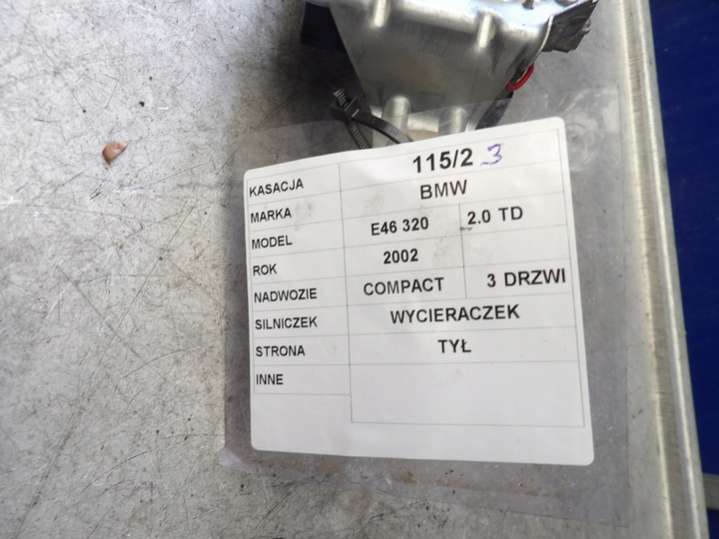 KASACJA 115/2 3
MARKA BMW
MODEL E46 320 2.0 TD
ROK 2002
NADWOZIE COMPACT 3 DRZWI
SILNICZEK WYCIERACZEK
STRONA TYŁ
INNE